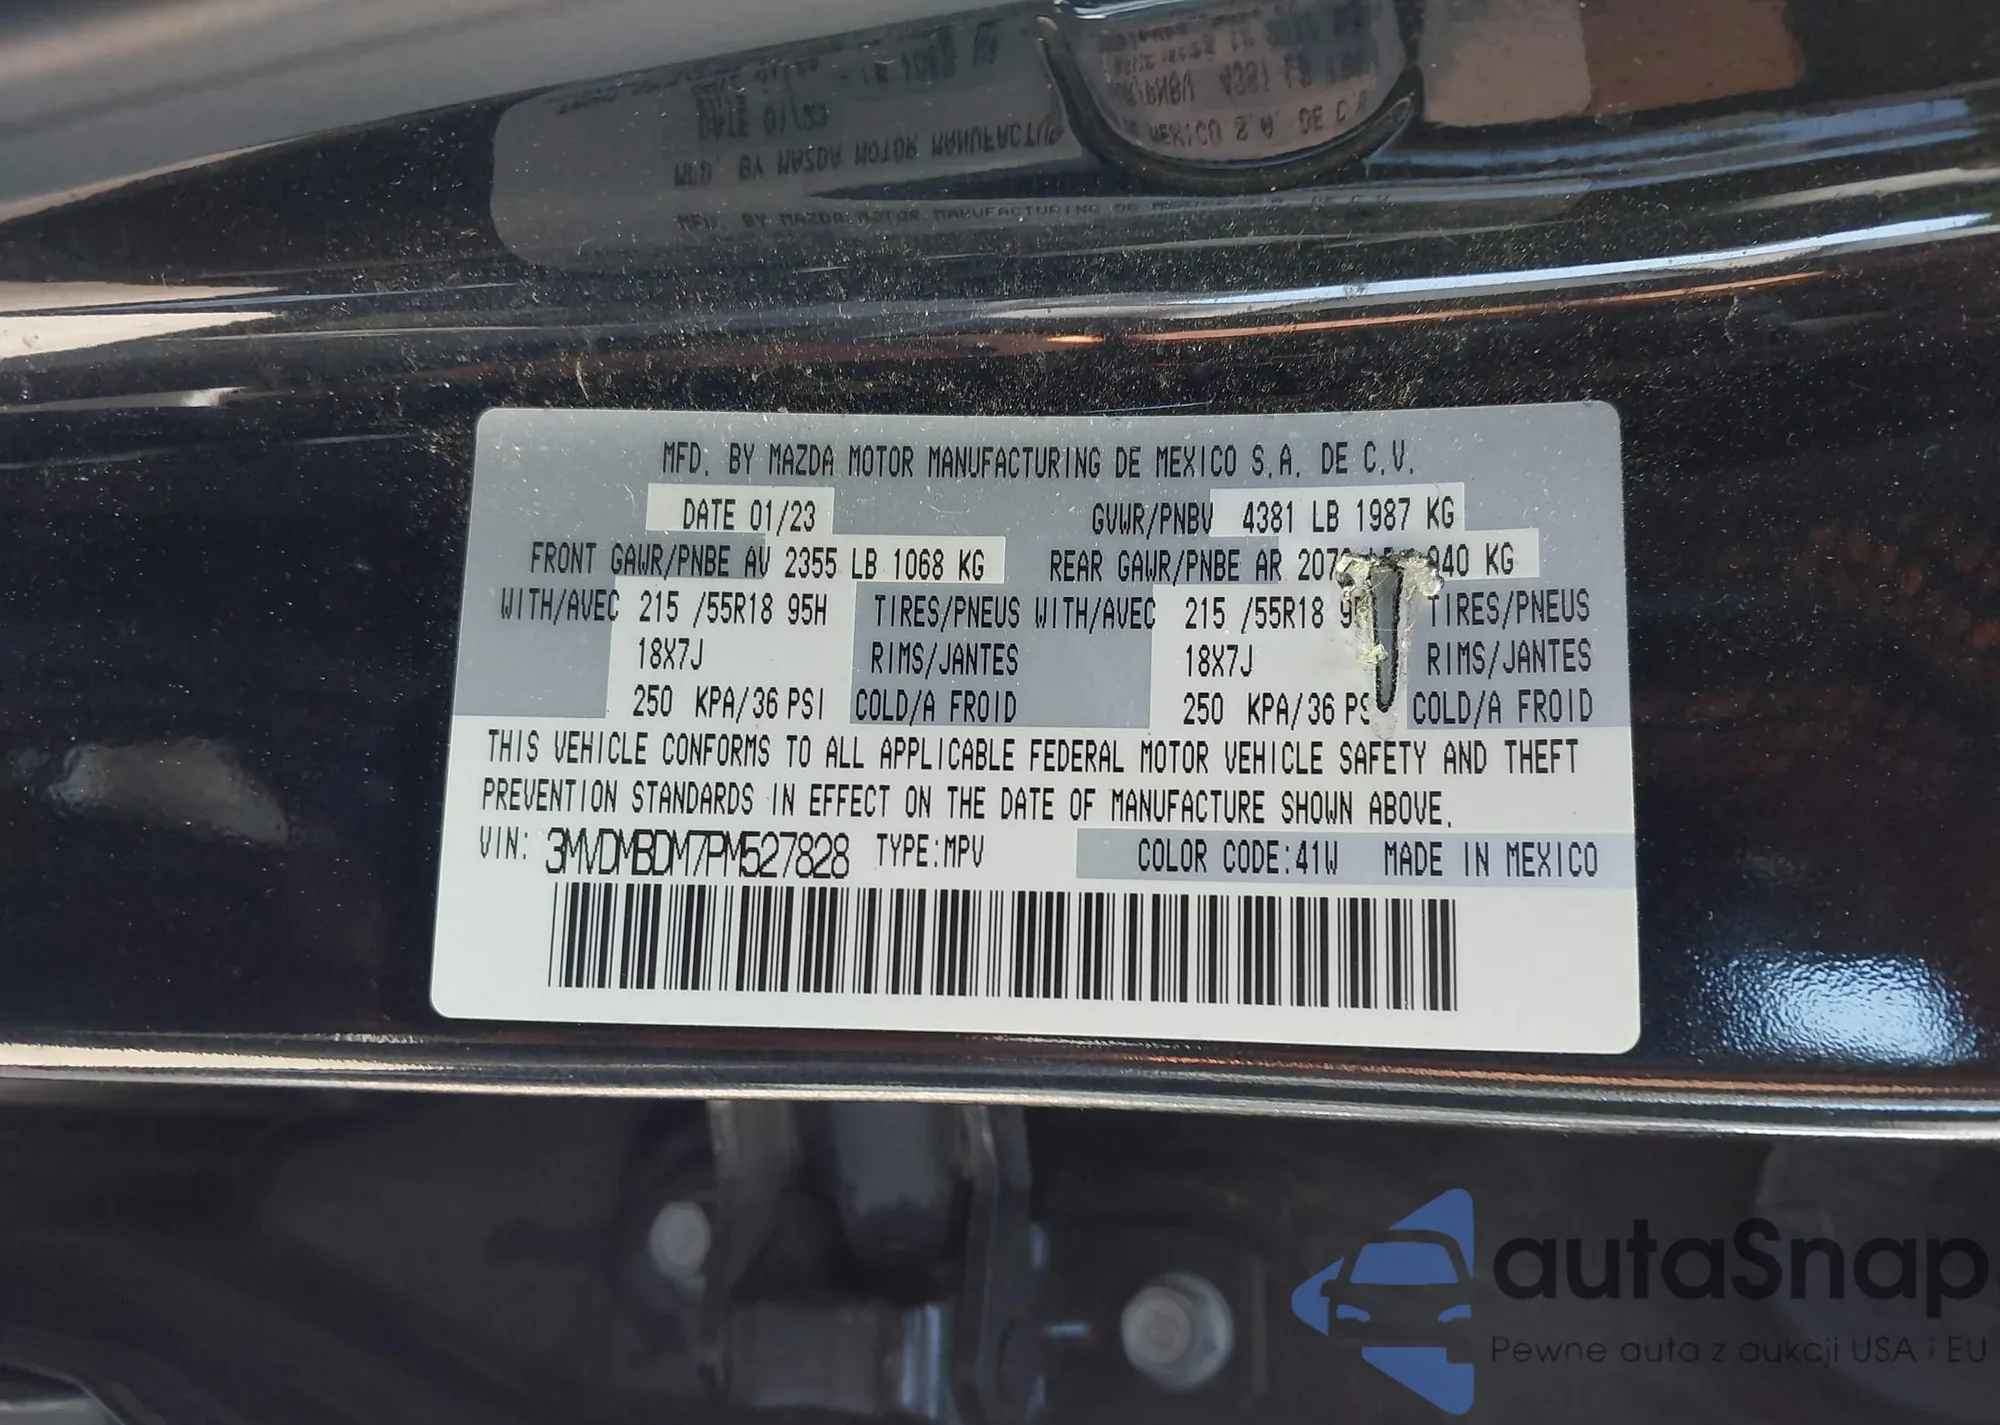 MFD. BY MAZDA MOTOR MANUFACTURING DE MEXICO S.A. DE C.V.
DATE 01/23 GVWR/PNBV 4381 LB 1987 KG
FRONT GAWR/PNBE AV 2355 LB 1068 KG REAR GAWR/PNBE AR KG
WITH/AVEC 215 /55R18 95H TIRES/PNEUS WITH/AVEC 215 /55R18 TIRES/PNEUS
18X7J RIMS/JANTES 18X7J RIMS/JANTES
250 KPA/36 PSI COLD/A FROID 250 KPA/36 COLD/A FROID
THIS VEHICLE CONFORMS TO ALL APPLICABLE FEDERAL MOTOR VEHICLE SAFETY AND THEFT
PREVENTION STANDARDS IN EFFECT ON THE DATE OF MANUFACTURE SHOWN ABOVE.
VIN: 3MVDMBDM7PM527828 TYPE:MPV COLOR CODE:41W MADE IN MEXICO
autaSnap
Pewne auta z aukcji USA i EU